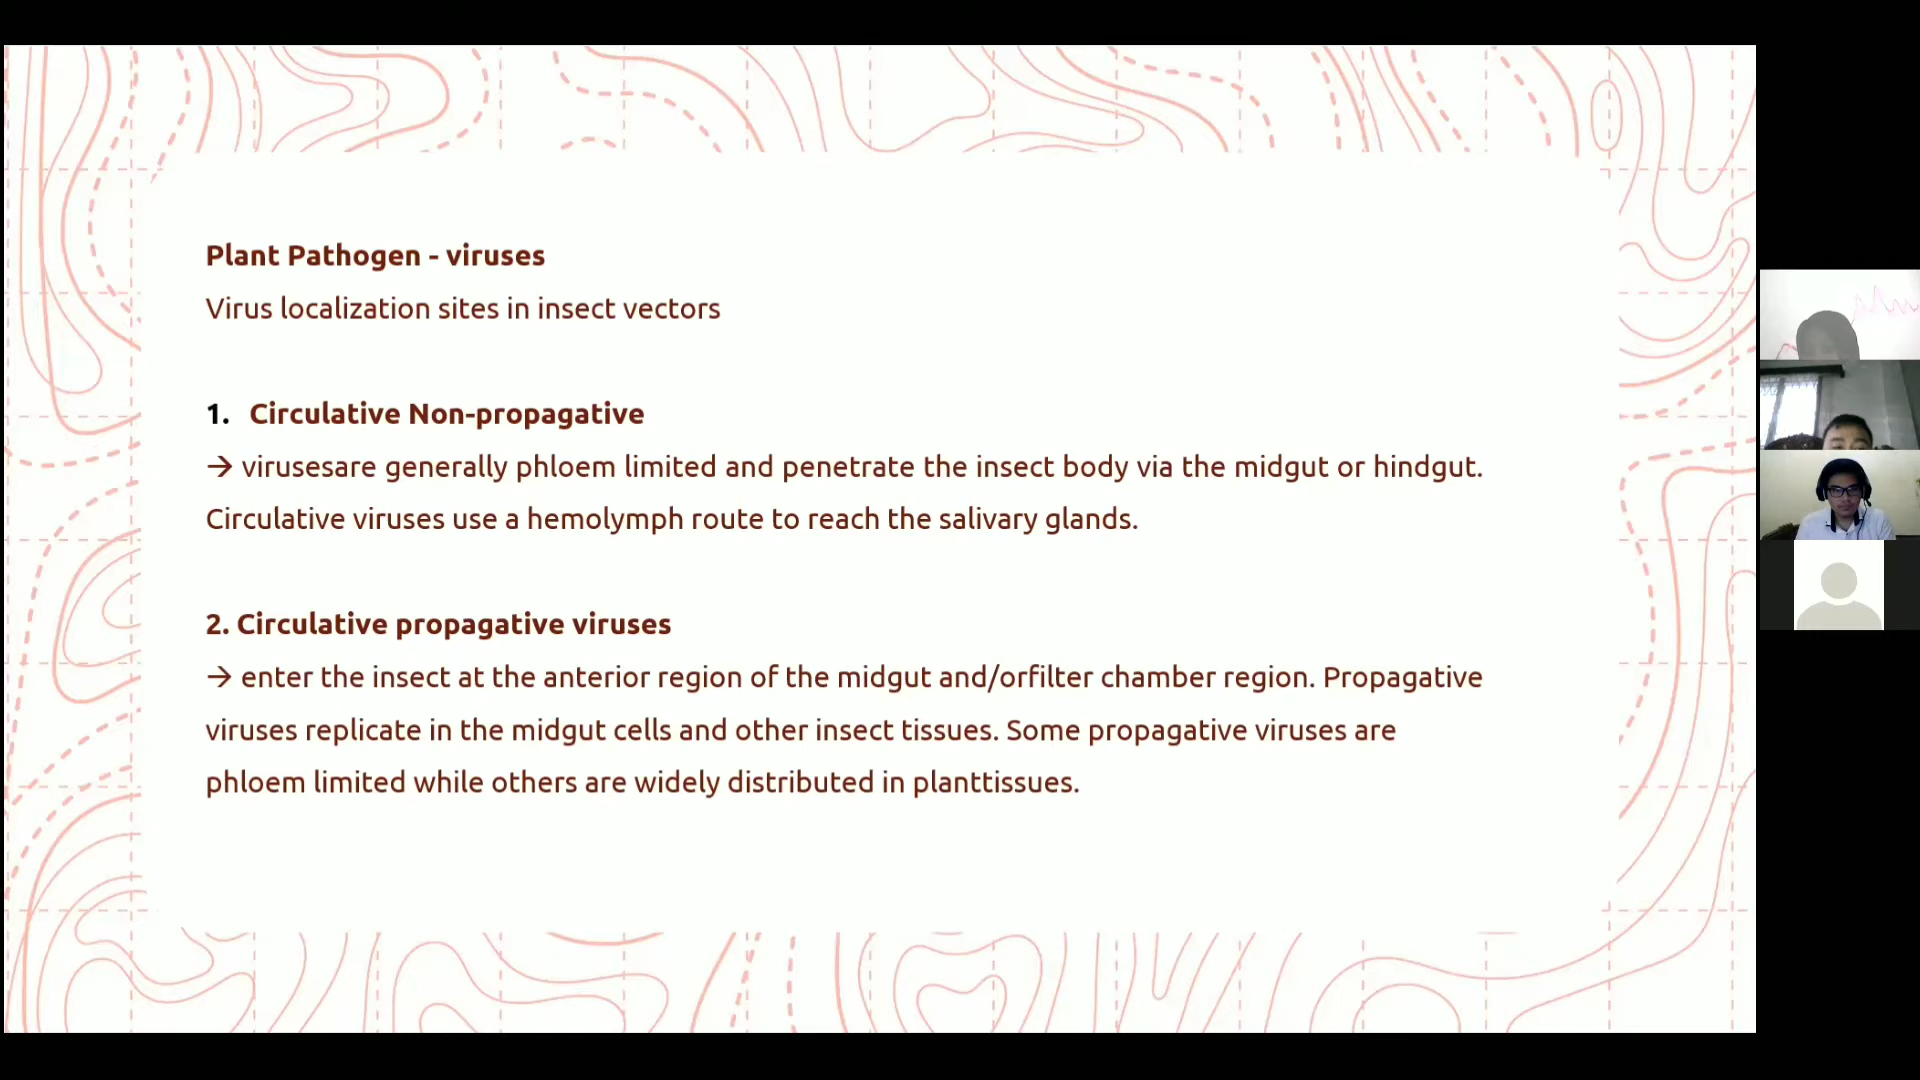 Plant Pathogen - viruses
Virus localization sites in insect vectors
1. Circulative Non-propagative
→ virusesare generally phloem limited and penetrate the insect body via the midgut or hindgut.
Circulative viruses use a hemolymph route to reach the salivary glands.
2. Circulative propagative viruses
→ enter the insect at the anterior region of the midgut and/orfilter chamber region. Propagative
viruses replicate in the midgut cells and other insect tissues. Some propagative viruses are
phloem limited while others are widely distributed in planttissues.